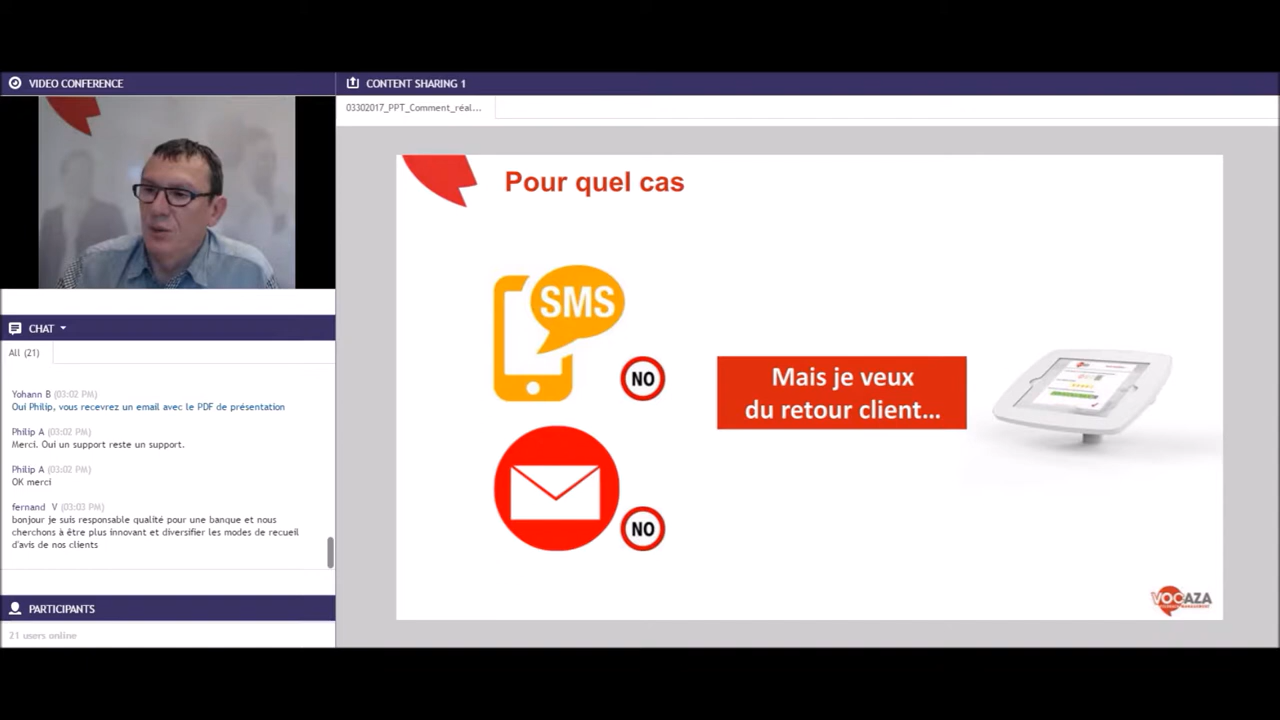 VIDEO CONFERENCE
CONTENT SHARING 1
03302017_PPT_Comment_réal...
Pour quel cas
SMS
NO
Mais je veux
du retour client...
NO
VOCAZA
CHAT
All (21)
Yohann B (03:02 PM)
Oui Philip, vous recevrez un email avec le PDF de présentation
Philip A (03:02 PM)
Merci. Oui un support reste un support.
Philip A (03:02 PM)
OK merci
fernand V (03:03 PM)
bonjour je suis responsable qualité pour une banque et nous
cherchons à être plus innovant et diversifier les modes de recueil
d'avis de nos clients
PARTICIPANTS
21 users online